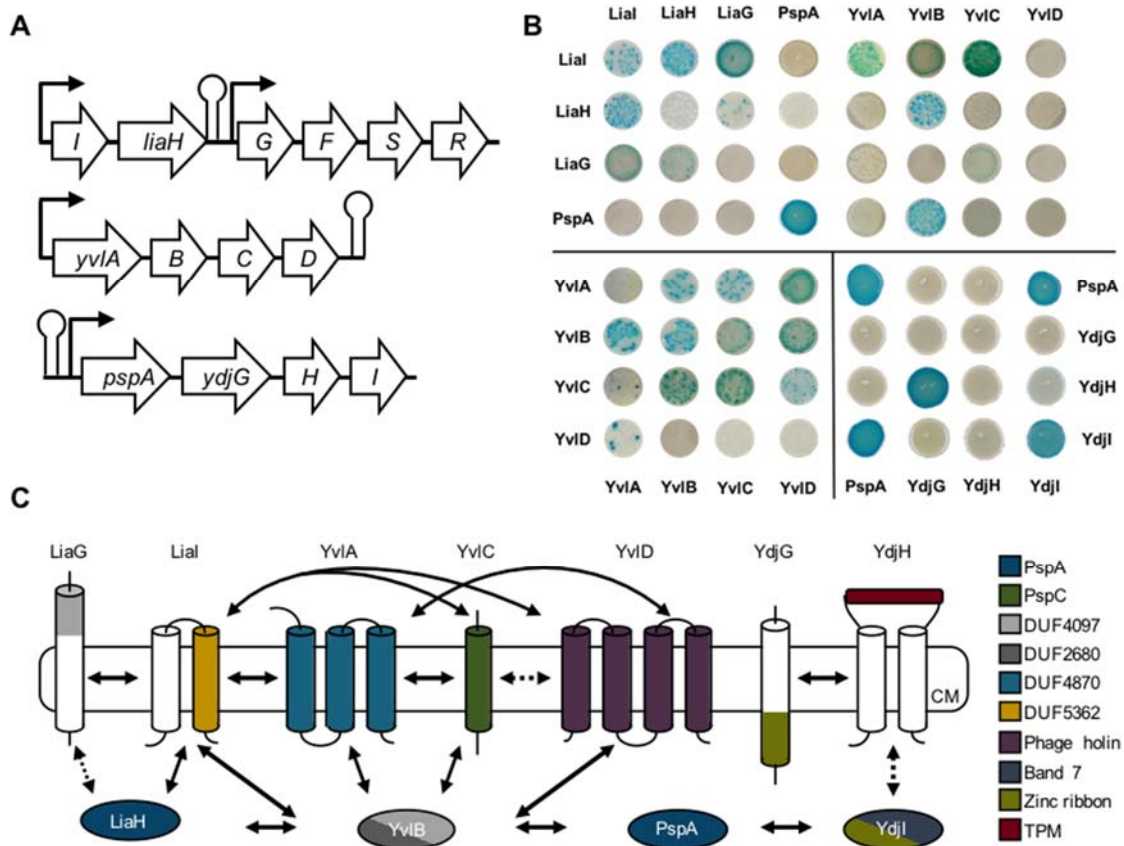 A
I liaH G F S R
yvlA B C D
pspA ydjG H I
B
LiaI LiaH LiaG PspA YvlA YvlB YvlC YvlD
LiaI
LiaH
LiaG
PspA
YvlA PspA
YvlB YdjG
YvlC YdjH
YvlD YdjI
YvlA YvlB YvlC YvlD PspA YdjG YdjH YdjI
C
LiaG LiaI YvlA YvlC YvlD YdjG YdjH
CM
LiaH YvlB PspA YdjI
PspA
PspC
DUF4097
DUF2680
DUF4870
DUF5362
Phage holin
Band 7
Zinc ribbon
TPM